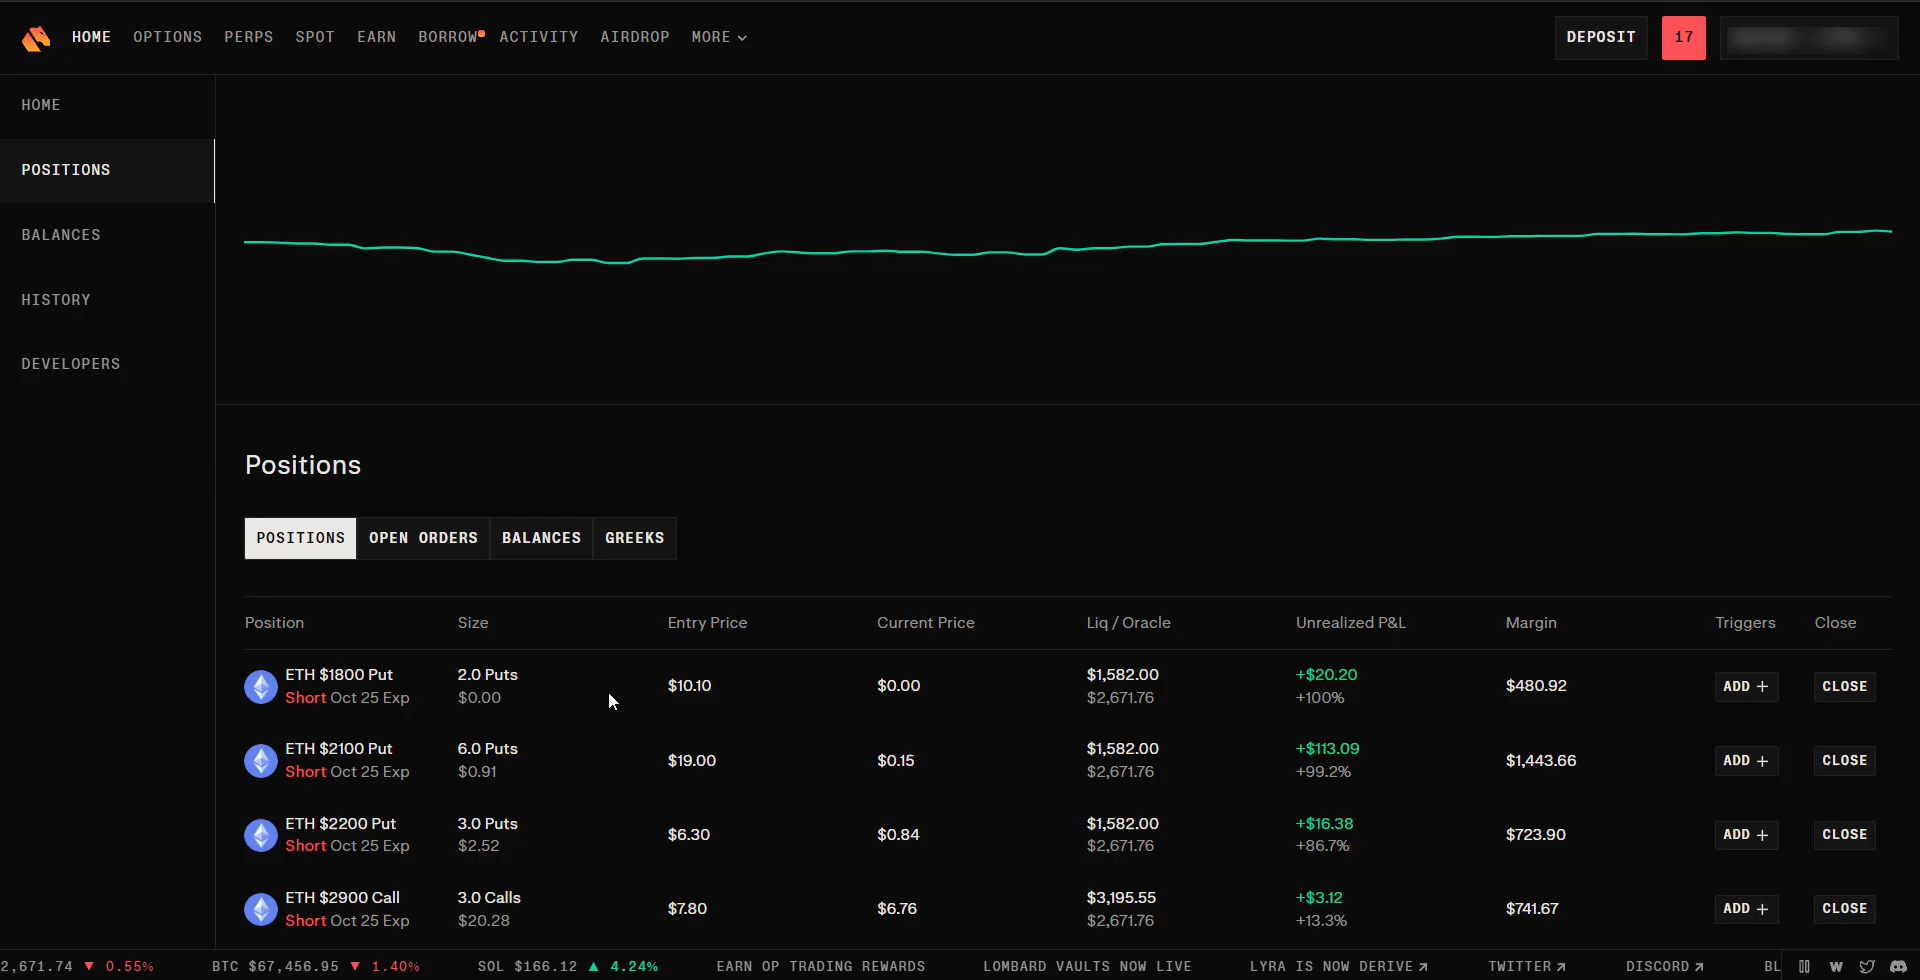 HOME OPTIONS PERPS SPOT EARN BORROW ACTIVITY AIRDROP MORE DEPOSIT 17
HOME
POSITIONS
BALANCES
HISTORY
DEVELOPERS
Positions
POSITIONS OPEN ORDERS BALANCES GREEKS
Position Size Entry Price Current Price Liq / Oracle Unrealized P&L Margin Triggers Close
ETH $1800 Put 2.0 Puts $10.10 $0.00 $1,582.00 +$20.20 $480.92 ADD + CLOSE
Short Oct 25 Exp $0.00 $2,671.76 +100%
ETH $2100 Put 6.0 Puts $19.00 $0.15 $1,582.00 +$113.09 $1,443.66 ADD + CLOSE
Short Oct 25 Exp $0.91 $2,671.76 +99.2%
ETH $2200 Put 3.0 Puts $6.30 $0.84 $1,582.00 +$16.38 $723.90 ADD + CLOSE
Short Oct 25 Exp $2.52 $2,671.76 +86.7%
ETH $2900 Call 3.0 Calls $7.80 $6.76 $3,195.55 +$3.12 $741.67 ADD + CLOSE
Short Oct 25 Exp $20.28 $2,671.76 +13.3%
2,671.74 ▼ 0.55% BTC $67,456.95 ▼ 1.40% SOL $166.12 ▲ 4.24% EARN OP TRADING REWARDS LOMBARD VAULTS NOW LIVE LYRA IS NOW DERIVE TWITTER DISCORD BL